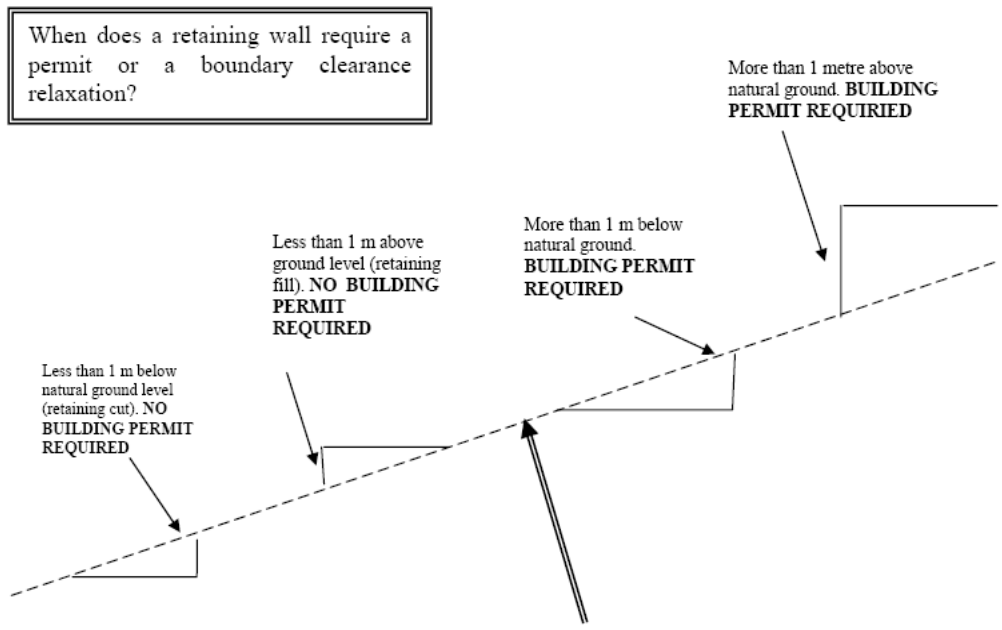 When does a retaining wall require a
permit or a boundary clearance
relaxation?
More than 1 metre above
natural ground. BUILDING
PERMIT REQUIRIED
More than 1 m below
natural ground.
BUILDING PERMIT
REQUIRED
Less than 1 m above
ground level (retaining
fill). NO BUILDING
PERMIT
REQUIRED
Less than 1 m below
natural ground level
(retaining cut). NO
BUILDING PERMIT
REQUIRED